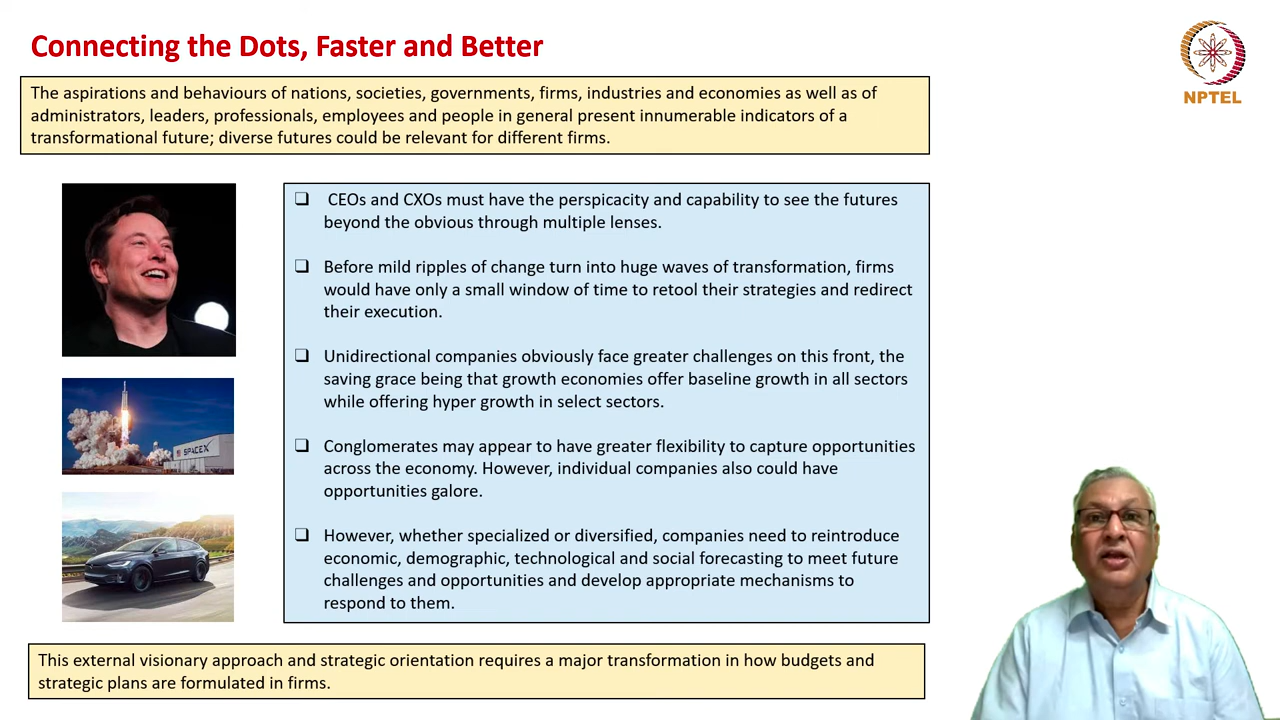 Connecting the Dots, Faster and Better
NPTEL
The aspirations and behaviours of nations, societies, governments, firms, industries and economies as well as of
administrators, leaders, professionals, employees and people in general present innumerable indicators of a
transformational future; diverse futures could be relevant for different firms.
CEOs and CXOs must have the perspicacity and capability to see the futures
beyond the obvious through multiple lenses.
Before mild ripples of change turn into huge waves of transformation, firms
would have only a small window of time to retool their strategies and redirect
their execution.
Unidirectional companies obviously face greater challenges on this front, the
saving grace being that growth economies offer baseline growth in all sectors
while offering hyper growth in select sectors.
Conglomerates may appear to have greater flexibility to capture opportunities
across the economy. However, individual companies also could have
opportunities galore.
However, whether specialized or diversified, companies need to reintroduce
economic, demographic, technological and social forecasting to meet future
challenges and opportunities and develop appropriate mechanisms to
respond to them.
SPACEX
This external visionary approach and strategic orientation requires a major transformation in how budgets and
strategic plans are formulated in firms.